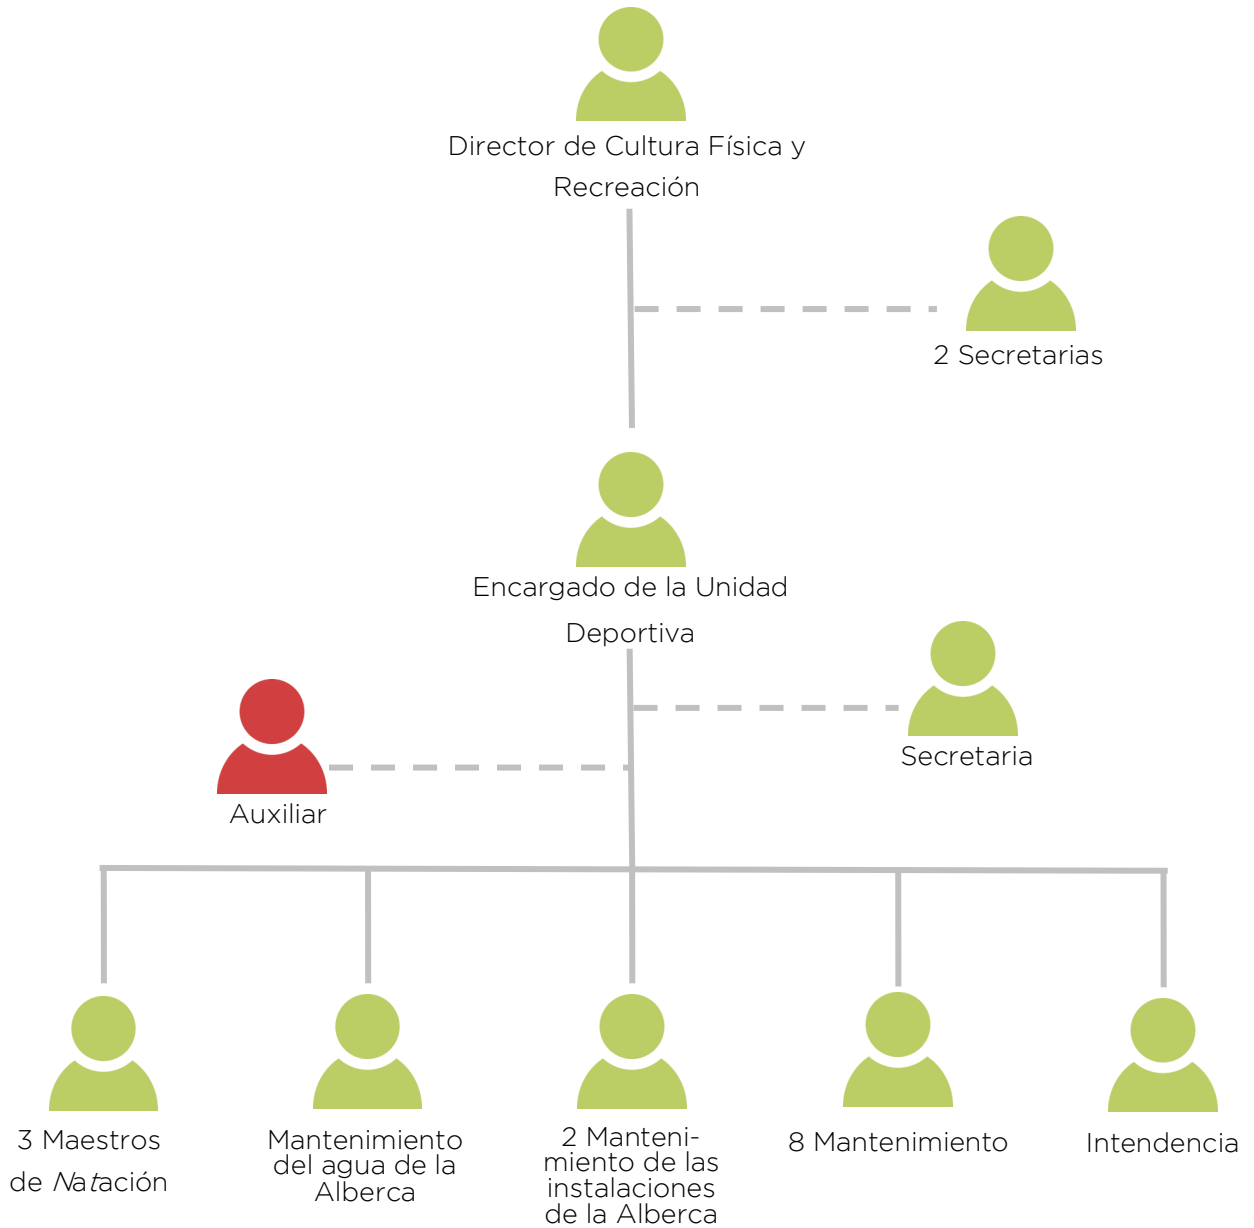 Director de Cultura Física y
Recreación
2 Secretarias
Encargado de la Unidad
Deportiva
Secretaria
Auxiliar
3 Maestros
de Natación
Mantenimiento
del agua de la
Alberca
2 Manteni-
miento de las
instalaciones
de la Alberca
8 Mantenimiento
Intendencia